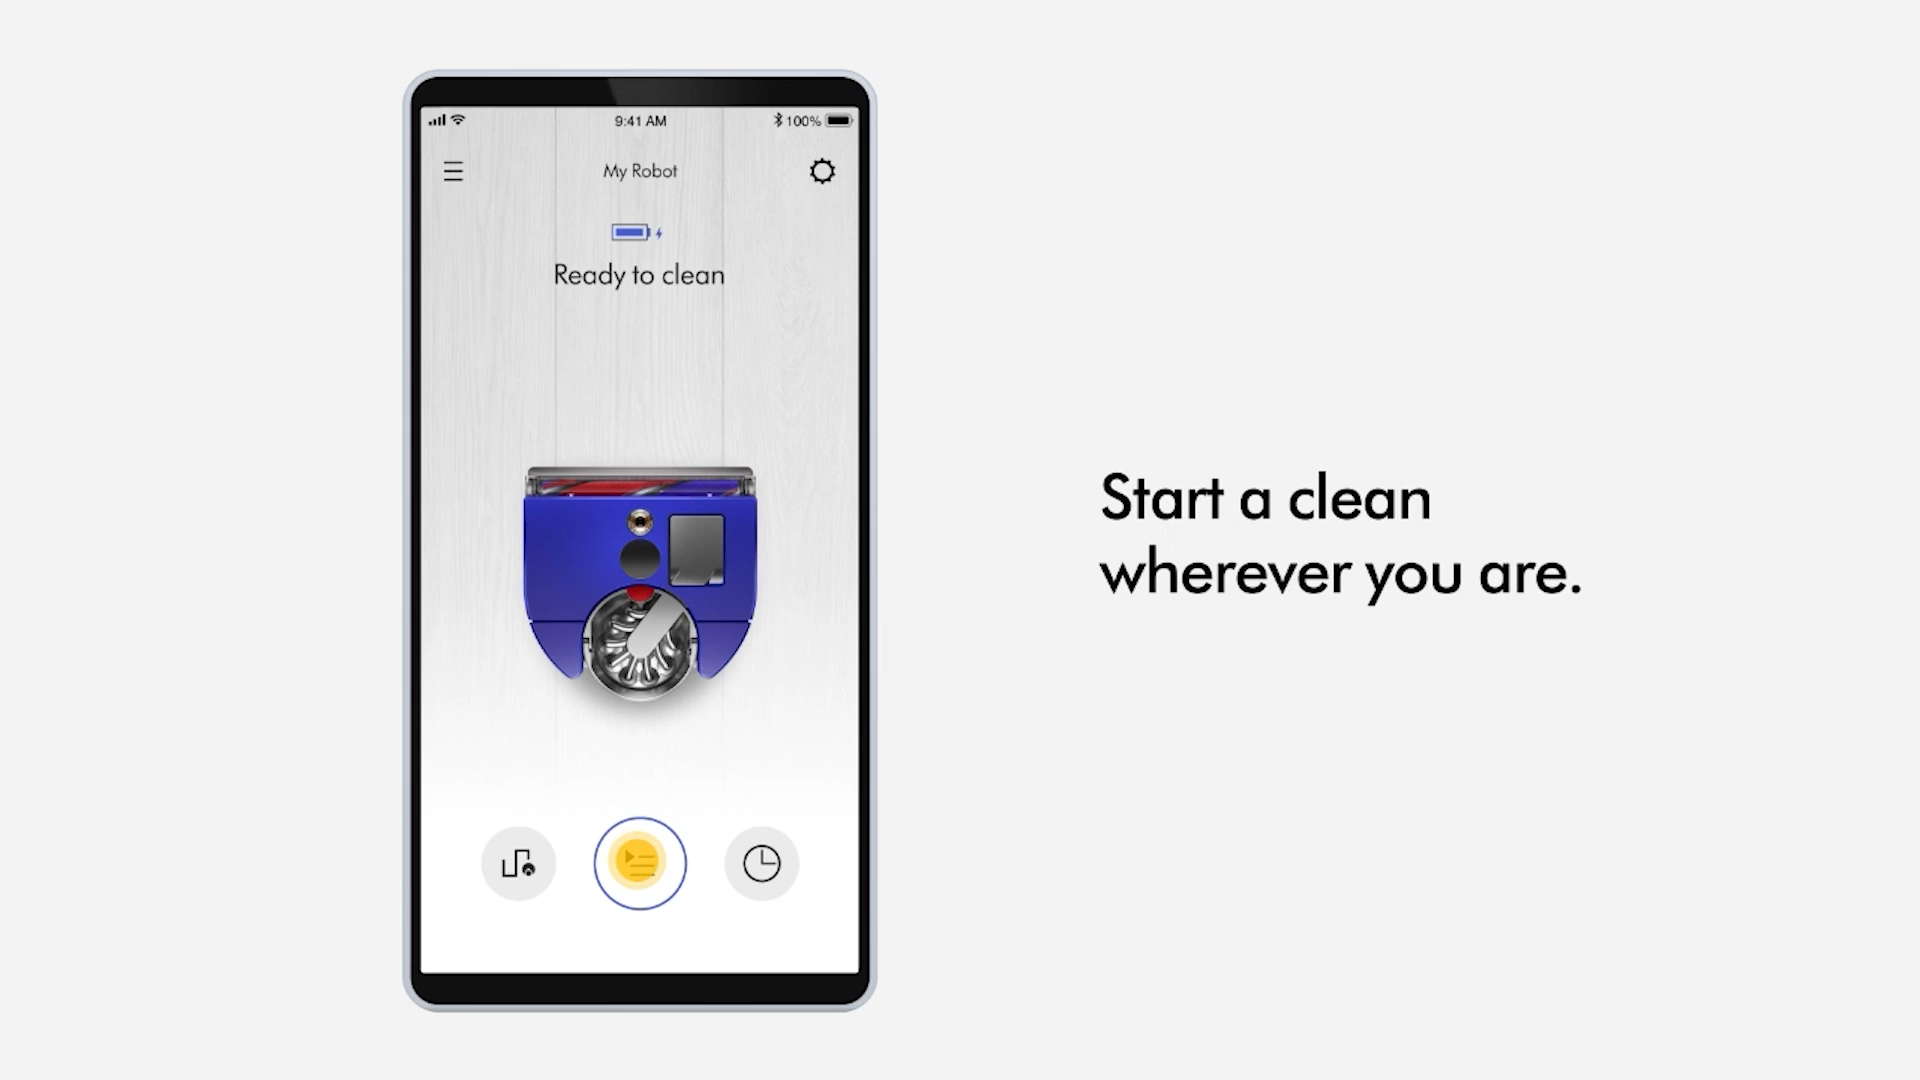 9:41 AM
100%
My Robot
Ready to clean
Start a clean
wherever you are.